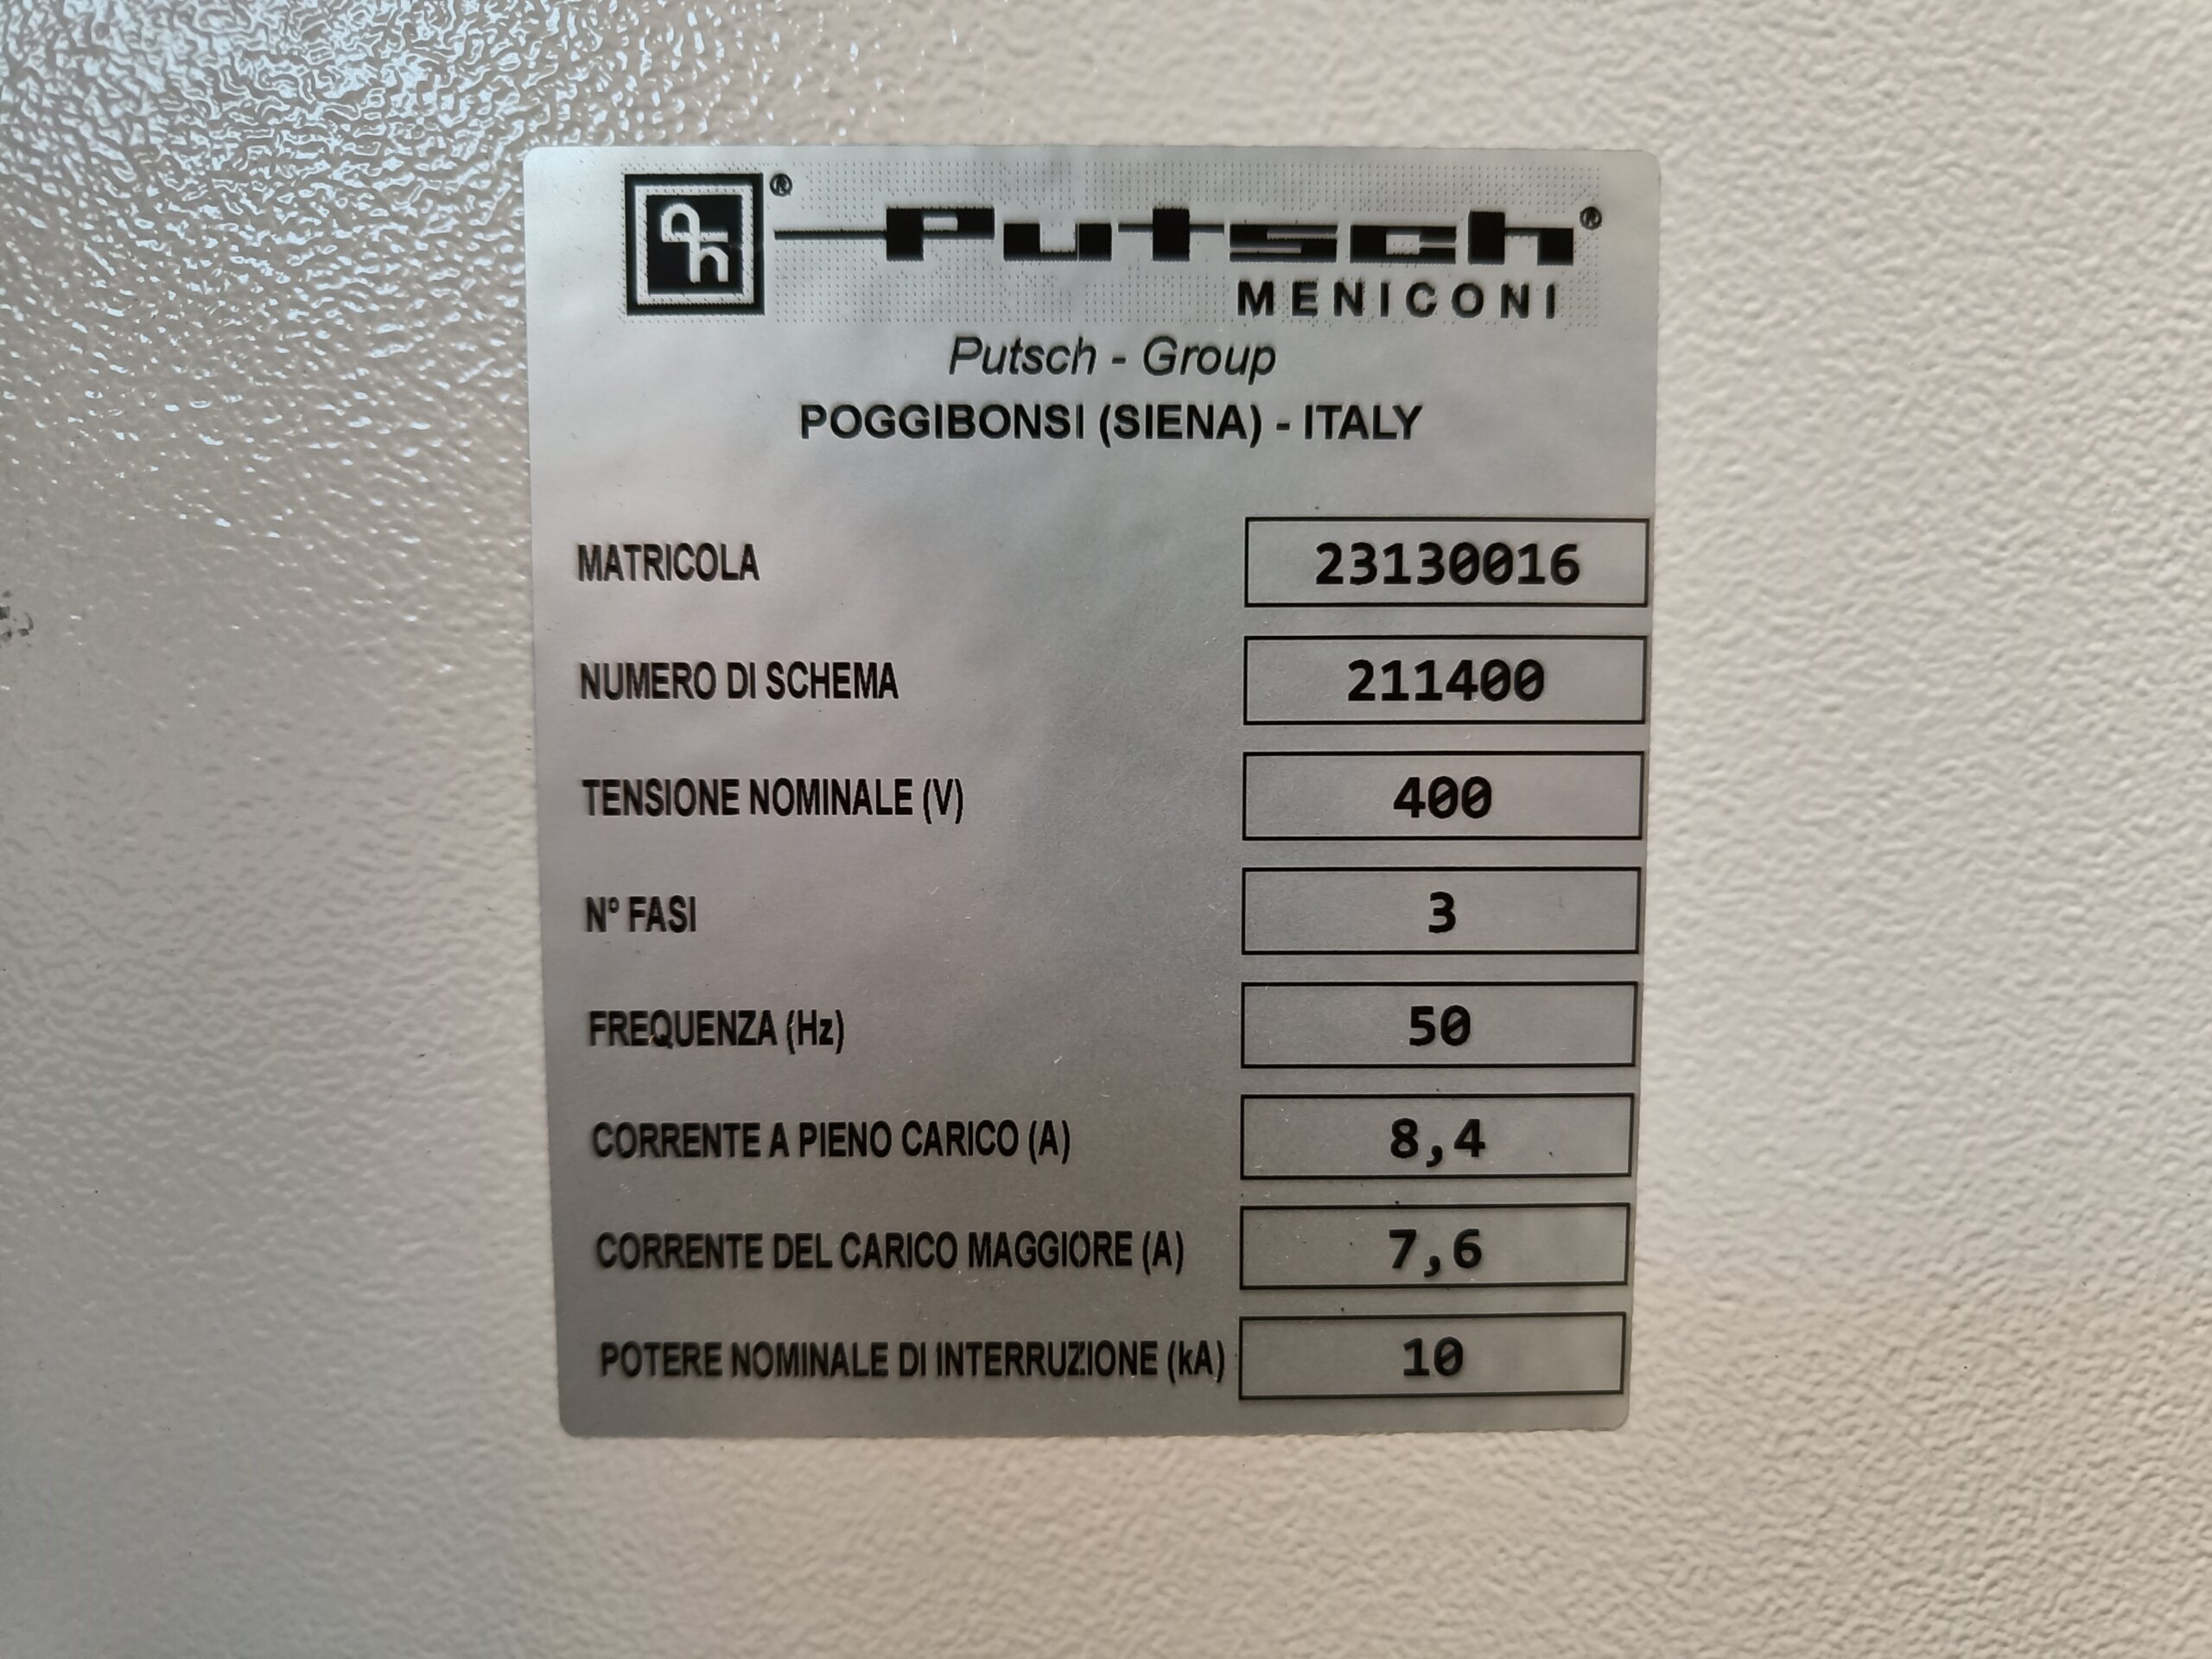 ® Putsch ®
MENICONI
Putsch - Group
POGGIBONSI (SIENA) - ITALY
MATRICOLA 23130016
NUMERO DI SCHEMA 211400
TENSIONE NOMINALE (V) 400
N° FASI 3
FREQUENZA (Hz) 50
CORRENTE A PIENO CARICO (A) 8,4
CORRENTE DEL CARICO MAGGIORE (A) 7,6
POTERE NOMINALE DI INTERRUZIONE (kA) 10